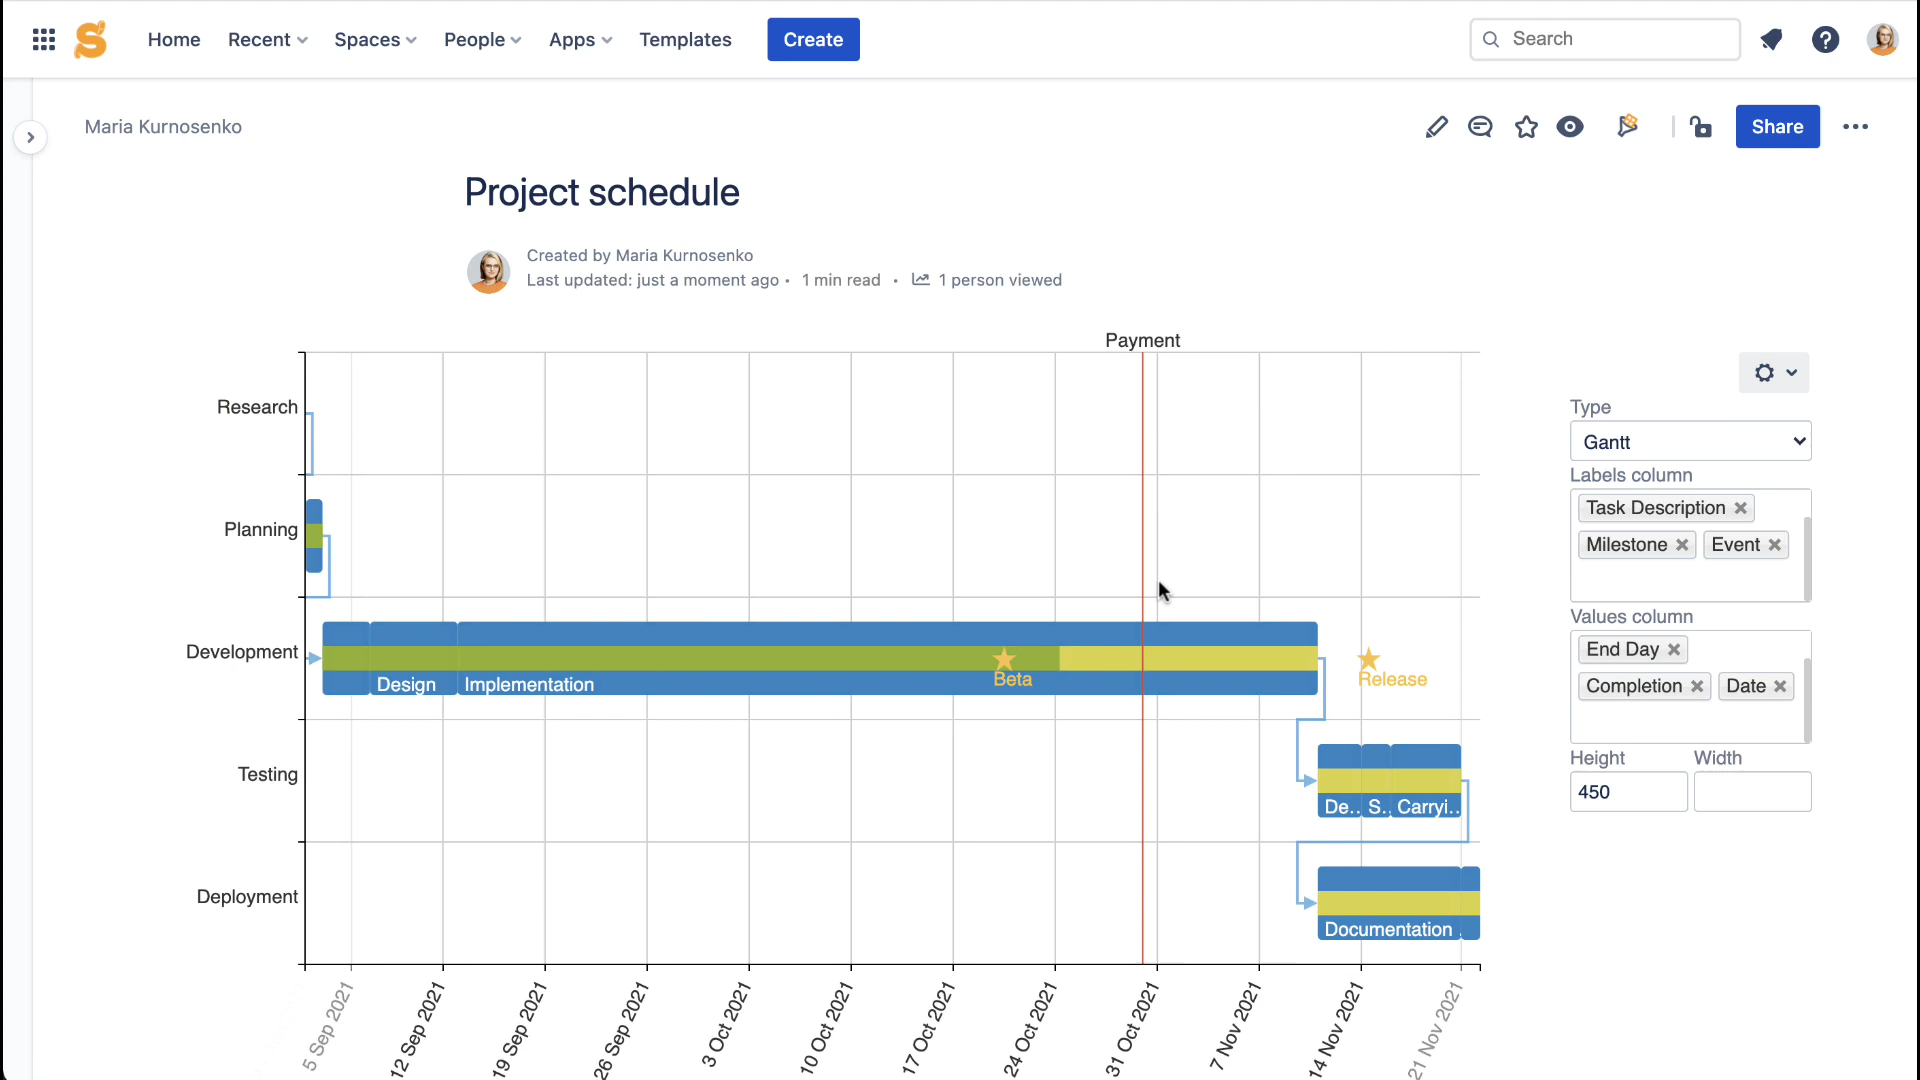 Home Recent Spaces People Apps Templates Create Search
Maria Kurnosenko
Share
Project schedule
Created by Maria Kurnosenko
Last updated: just a moment ago • 1 min read • 1 person viewed
Payment
Research
Planning
Development
Design Implementation
Beta
Release
Testing
De.. S.. Carryi..
Deployment
Documentation
5 Sep 2021
12 Sep 2021
19 Sep 2021
26 Sep 2021
3 Oct 2021
10 Oct 2021
17 Oct 2021
24 Oct 2021
31 Oct 2021
7 Nov 2021
14 Nov 2021
21 Nov 2021
Type
Gantt
Labels column
Task Description
Milestone Event
Values column
End Day
Completion Date
Height Width
450